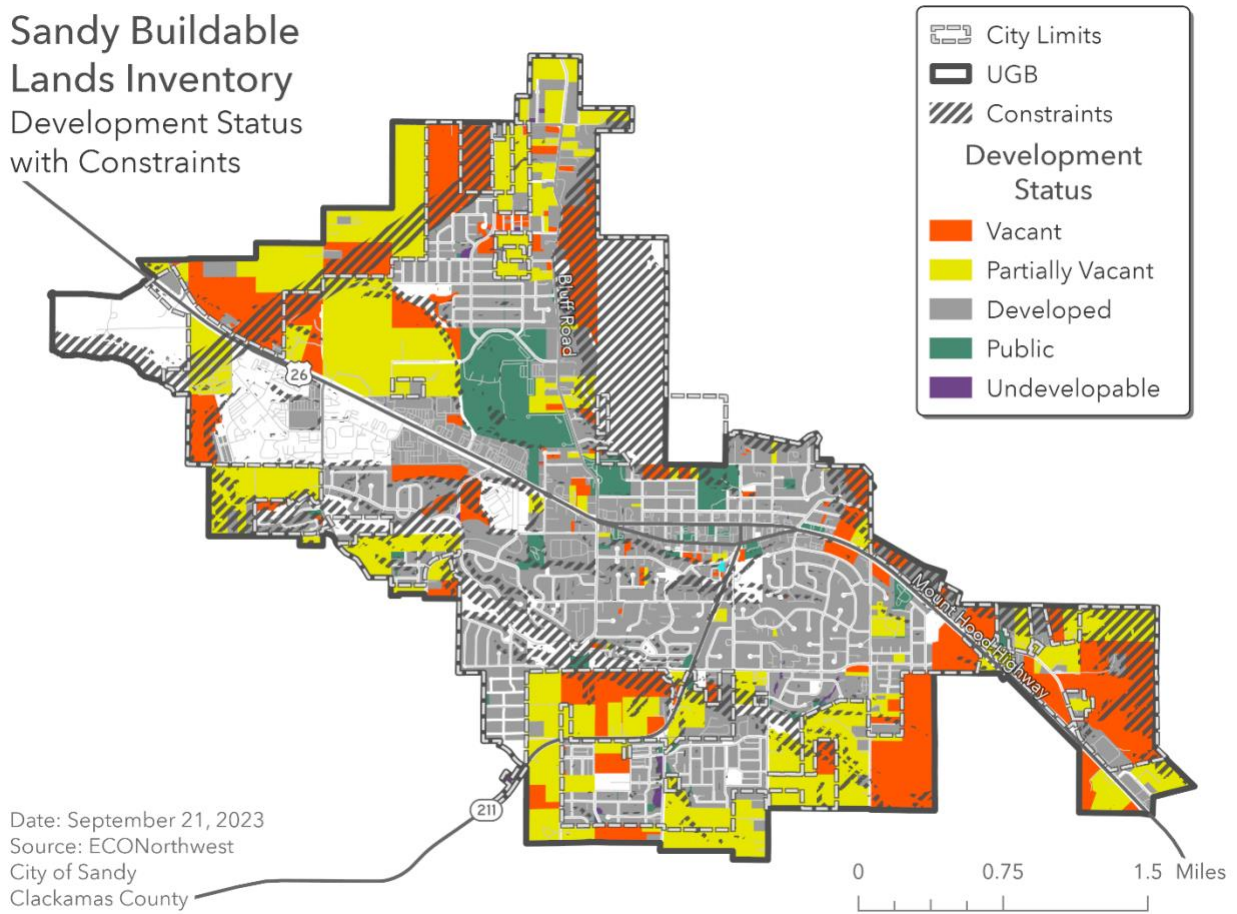 Sandy Buildable
Lands Inventory
Development Status
with Constraints
City Limits
UGB
Constraints
Development
Status
Vacant
Partially Vacant
Developed
Public
Undevelopable
Bluff Road
26
Mount Hood Highway
211
Date: September 21, 2023
Source: ECONorthwest
City of Sandy
Clackamas County
0 0.75 1.5 Miles